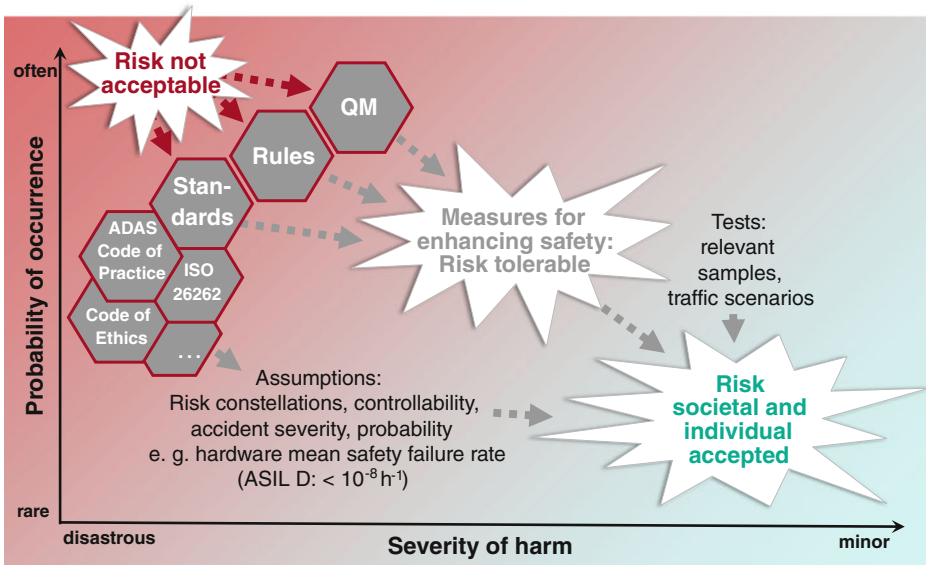 often
Risk not
acceptable
QM
Rules
Stan-
dards
ADAS
Code of
Practice
ISO
26262
Code of
Ethics
...
Measures for
enhancing safety:
Risk tolerable
Tests:
relevant
samples,
traffic scenarios
Assumptions:
Risk constellations, controllability,
accident severity, probability
e. g. hardware mean safety failure rate
(ASIL D: < 10⁻⁸ h⁻¹)
Risk
societal and
individual
accepted
Probability of occurrence
rare
disastrous
Severity of harm
minor